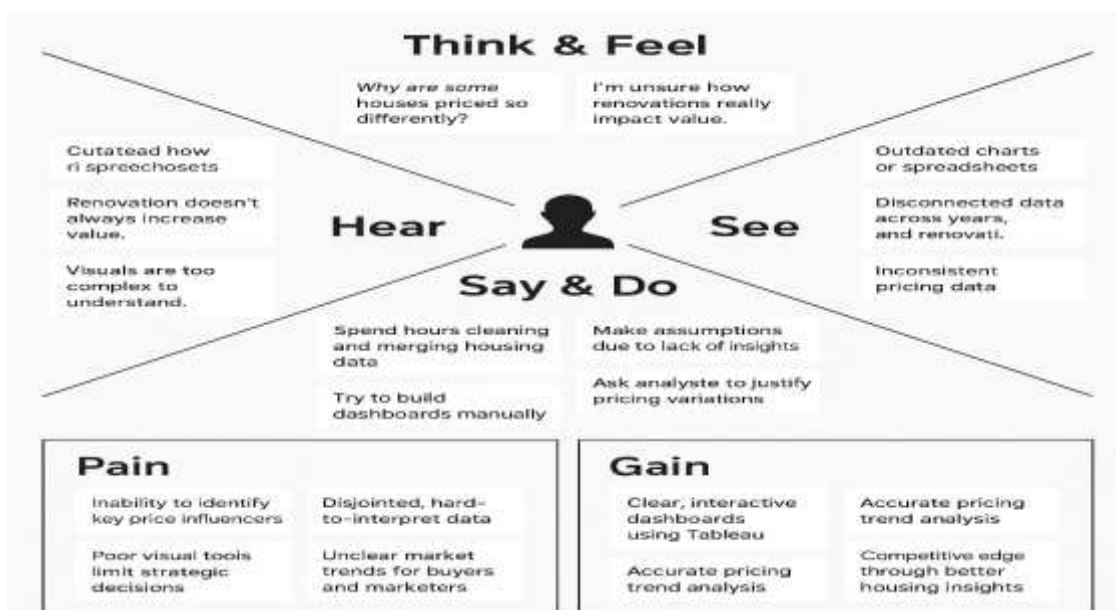 Think & Feel
Why are some
houses priced so
differently?
I'm unsure how
renovations really
impact value.
Cutatead how
ri spreechosets
Renovation doesn't
always increase
value.
Visuals are too
complex to
understand.
Hear
See
Outdated charts
or spreadsheets
Disconnected data
across years,
and renovati.
Inconsistent
pricing data
Say & Do
Spend hours cleaning
and merging housing
data
Try to build
dashboards manually
Make assumptions
due to lack of insights
Ask analyste to justify
pricing variations
Pain
Inability to identify
key price influencers
Poor visual tools
limit strategic
decisions
Disjointed, hard-
to-interpret data
Unclear market
trends for buyers
and marketers
Gain
Clear, interactive
dashboards
using Tableau
Accurate pricing
trend analysis
Accurate pricing
trend analysis
Competitive edge
through better
housing insights